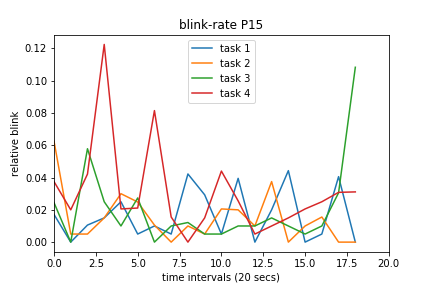 blink-rate P15
task 1
task 2
task 3
task 4
relative blink
0.12
0.10
0.08
0.06
0.04
0.02
0.00
0.0 2.5 5.0 7.5 10.0 12.5 15.0 17.5 20.0
time intervals (20 secs)